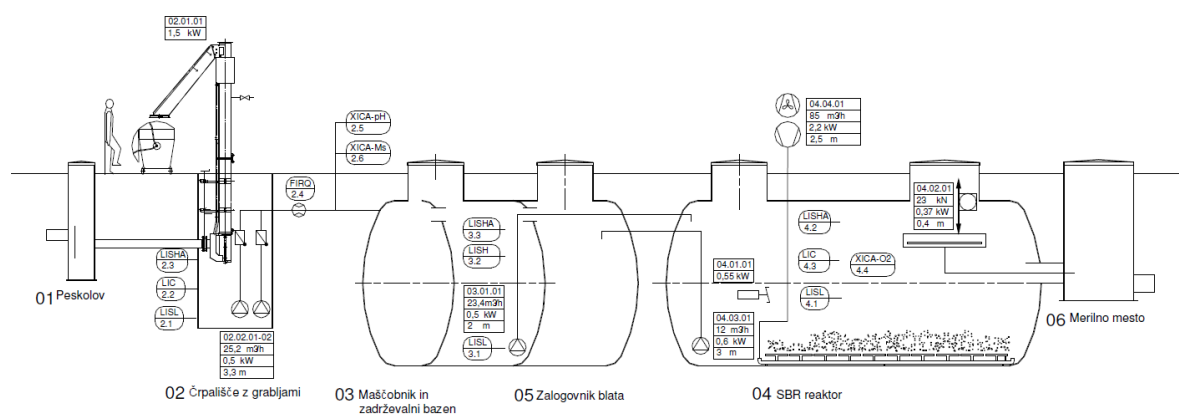 02.01.01
1,5 kW
XICA-pH
2.5
XICA-Ms
2.6
FIRQ
2.4
04.04.01
85 m3/h
2,2 kW
2,5 m
04.02.01
23 kN
0,37 kW
0,4 m
LISHA
2.3
LIC
2.2
LISL
2.1
LISHA
3.3
LISH
3.2
03.01.01
23,4m3/h
0,5 kW
2 m
LISL
3.1
LISHA
4.2
LIC
4.3
XICA-O2
4.4
LISL
4.1
04.01.01
0,55 kW
04.03.01
12 m3/h
0,6 kW
3 m
02.02.01-02
25,2 m3/h
0,5 kW
3,3 m
01 Peskolov
02 Črpališče z grabljami
03 Maščobnik in
zadrževalni bazen
05 Zalogovnik blata
04 SBR reaktor
06 Merilno mesto